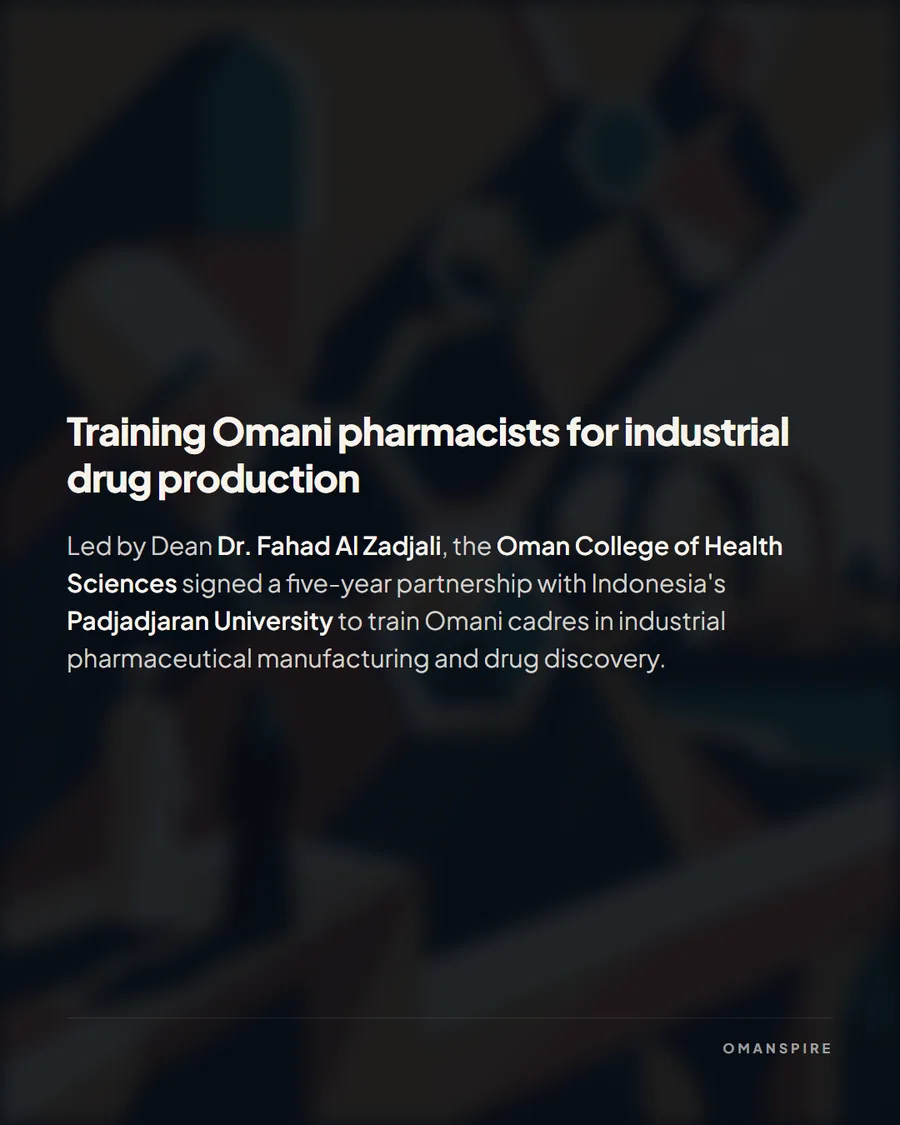 Training Omani pharmacists for industrial
drug production
Led by Dean Dr. Fahad Al Zadjali, the Oman College of Health
Sciences signed a five-year partnership with Indonesia's
Padjadjaran University to train Omani cadres in industrial
pharmaceutical manufacturing and drug discovery.
OMANSPIRE